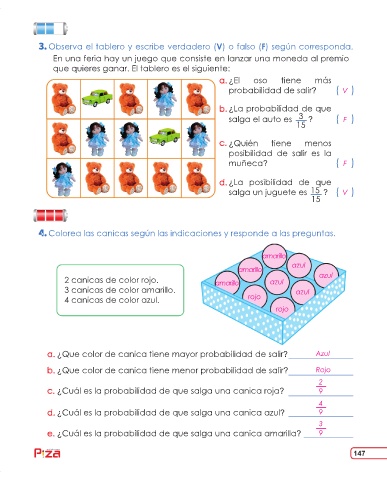 3. Observa el tablero y escribe verdadero (V) o falso (F) según corresponda.
En una feria hay un juego que consiste en lanzar una moneda al premio
que quieres ganar. El tablero es el siguiente:
a. ¿El oso tiene más
probabilidad de salir? ( V )
b. ¿La probabilidad de que
salga el auto es 3/15 ? ( F )
c. ¿Quién tiene menos
posibilidad de salir es la
muñeca? ( F )
d. ¿La posibilidad de que
salga un juguete es 15/15 ? ( V )
4. Colorea las canicas según las indicaciones y responde a las preguntas.
2 canicas de color rojo.
3 canicas de color amarillo.
4 canicas de color azul.
amarillo
amarillo azul
amarillo azul azul
rojo azul
rojo
a. ¿Que color de canica tiene mayor probabilidad de salir? Azul
b. ¿Que color de canica tiene menor probabilidad de salir? Rojo
c. ¿Cuál es la probabilidad de que salga una canica roja? 2/9
d. ¿Cuál es la probabilidad de que salga una canica azul? 4/9
e. ¿Cuál es la probabilidad de que salga una canica amarilla? 3/9
Piza 147